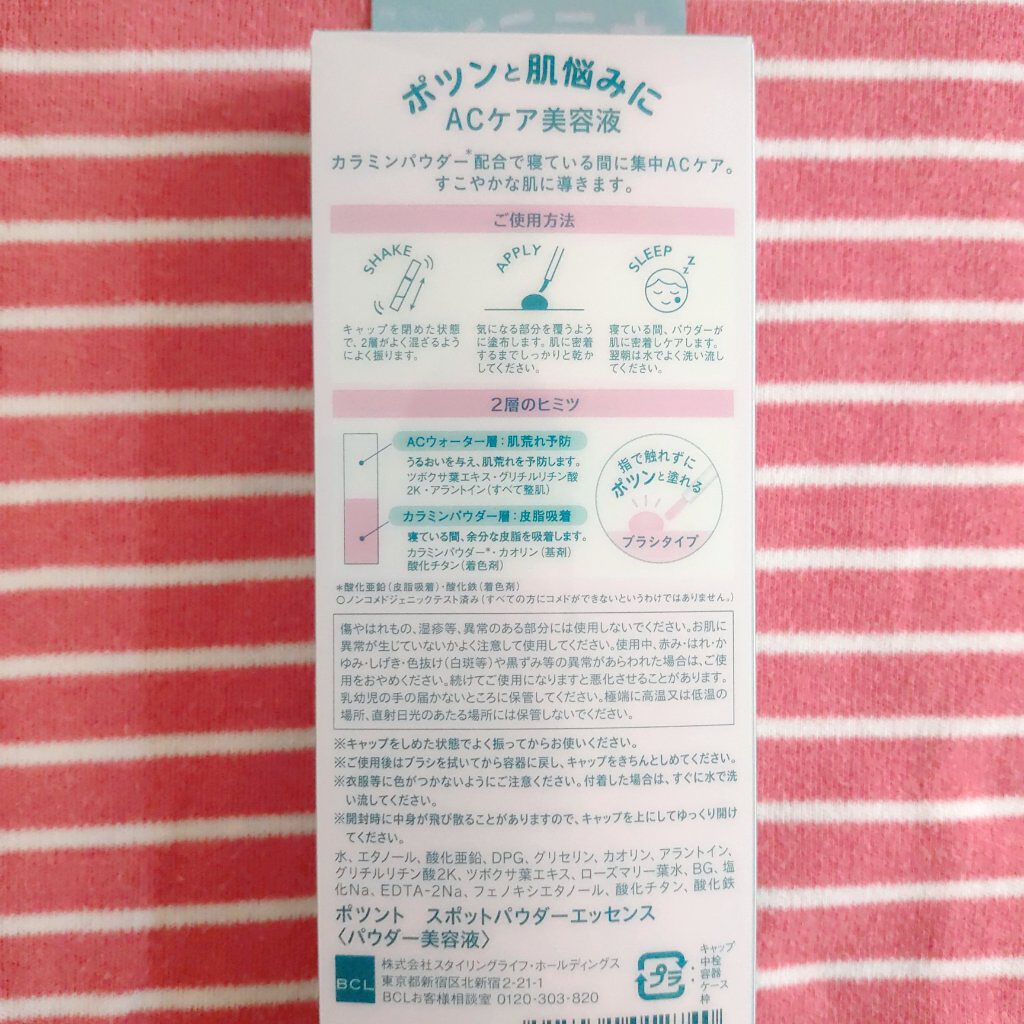 ポツンと肌悩みに
ACケア美容液
カラミンパウダー*配合で寝ている間に集中ACケア。
すこやかな肌に導きます。
ご使用方法
SHAKE
キャップを閉めた状態
で、2層がよく混ざるよう
によく振ります。
APPLY
気になる部分を覆うよう
に塗布します。肌に密着
するまでしっかりと乾か
してください。
SLEEP
zzz
寝ている間、パウダーが
肌に密着しケアします。
翌朝は水でよく洗い流し
てください。
2層のヒミツ
ACウォーター層:肌荒れ予防
うるおいを与え、肌荒れを予防します。
ツボクサ葉エキス・グリチルリチン酸
2K・アラントイン(すべて整肌)
カラミンパウダー層:皮脂吸着
寝ている間、余分な皮脂を吸着します。
カラミンパウダー*・カオリン(基剤)
酸化チタン(着色剤)
指で触れずに
ポツンと塗れる
ブラシタイプ
*酸化亜鉛(皮脂吸着)・酸化鉄(着色剤)
○ノンコメドジェニックテスト済み(すべての方にコメドができないというわけではありません。)
傷やはれもの、湿疹等、異常のある部分には使用しないでください。お肌に
異常が生じていないかよく注意して使用してください。使用中、赤み・はれ・か
ゆみ・しげき・色抜け(白斑等)や黒ずみ等の異常があらわれた場合は、ご使
用をおやめください。続けてご使用になりますと悪化させることがあります。
乳幼児の手の届かないところに保管してください。極端に高温又は低温の
場所、直射日光のあたる場所には保管しないでください。
※キャップをしめた状態でよく振ってからお使いください。
※ご使用後はブラシを拭いてから容器に戻し、キャップをきちんとしめてください。
※衣服等に色がつかないようにご注意ください。付着した場合は、すぐに水で洗
い流してください。
※開封時に中身が飛び散ることがありますので、キャップを上にしてゆっくり開け
てください。
水、エタノール、酸化亜鉛、DPG、グリセリン、カオリン、アラントイン、
グリチルリチン酸2K、ツボクサ葉エキス、ローズマリー葉水、BG、塩
化Na、EDTA-2Na、フェノキシエタノール、酸化チタン、酸化鉄
ポツント スポットパウダーエッセンス
〈パウダー美容液〉
BCL
株式会社スタイリングライフ・ホールディングス
東京都新宿区北新宿2-21-1
BCLお客様相談室 0120-303-820
プラ
キャップ
中栓
容器
ケース
枠